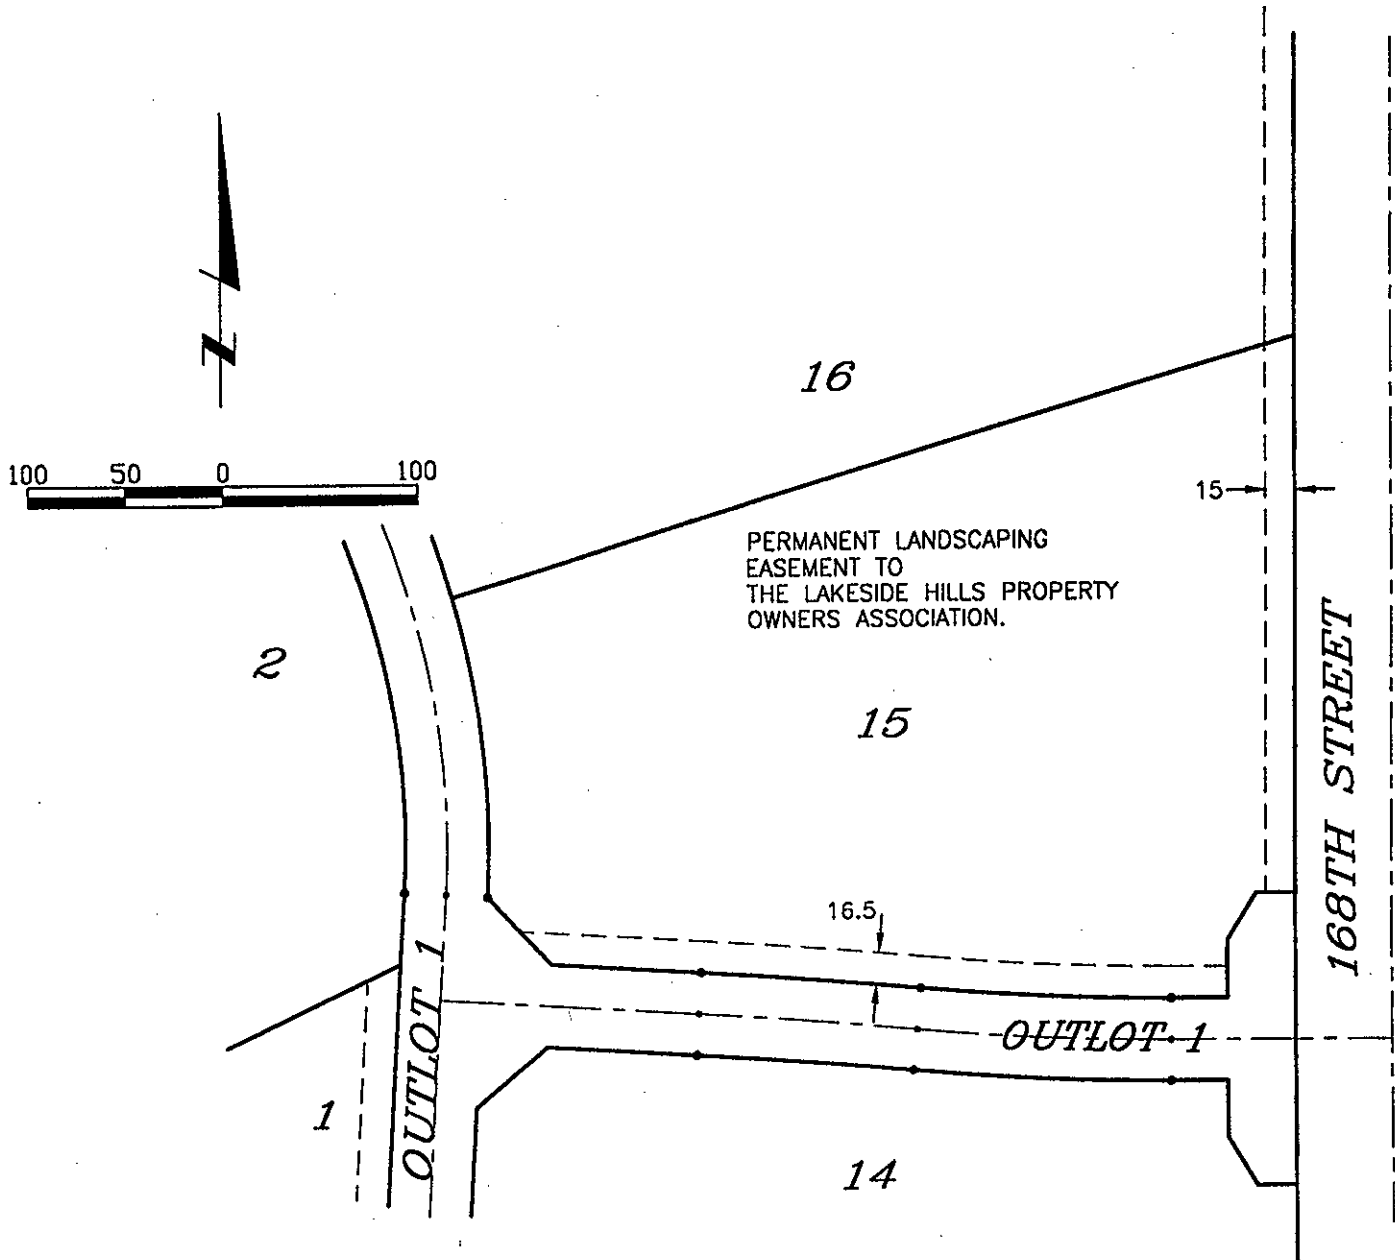 N
16
100 50 0 100
15
PERMANENT LANDSCAPING
EASEMENT TO
THE LAKESIDE HILLS PROPERTY
OWNERS ASSOCIATION.
2
15
168TH STREET
16.5
OUTLOT 1
OUTLOT 1
1
14